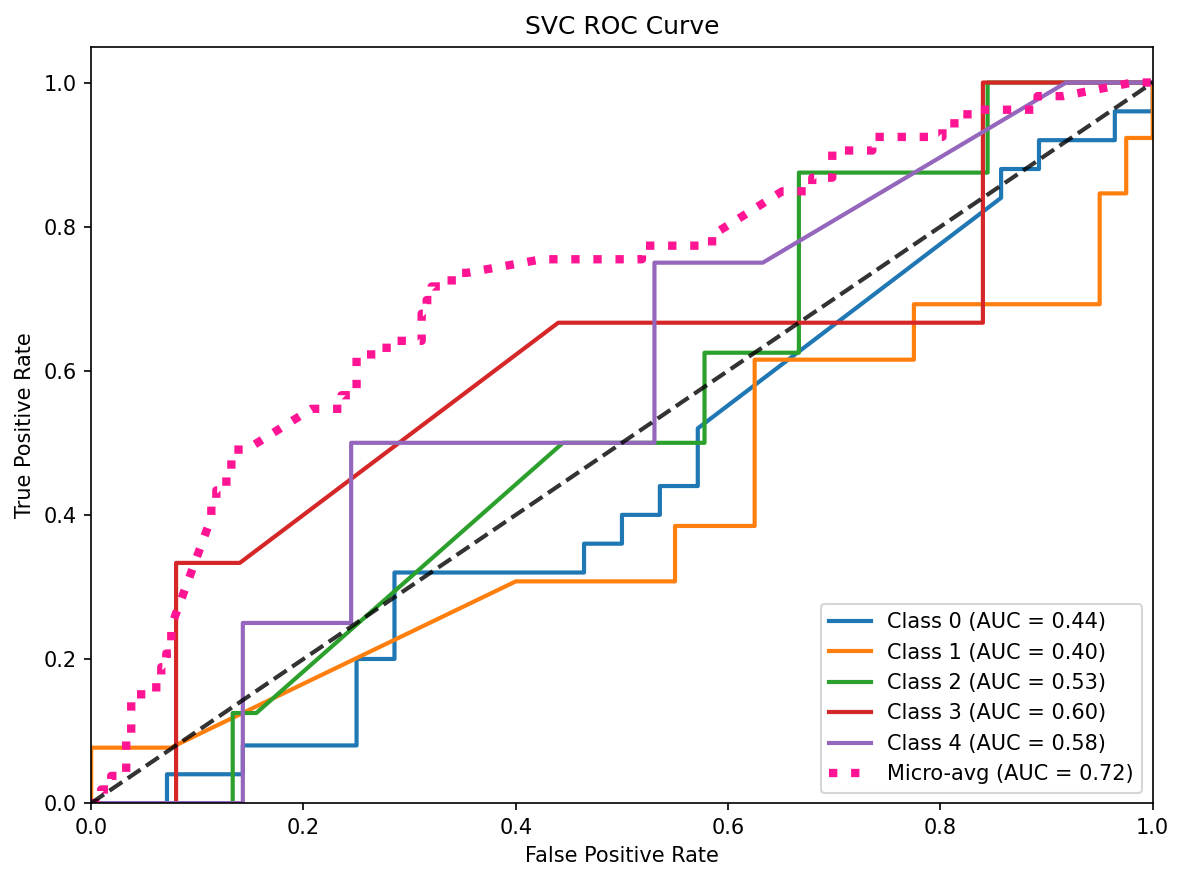 SVC ROC Curve
True Positive Rate
1.0
0.8
0.6
0.4
0.2
0.0
0.0 0.2 0.4 0.6 0.8 1.0
False Positive Rate
Class 0 (AUC = 0.44)
Class 1 (AUC = 0.40)
Class 2 (AUC = 0.53)
Class 3 (AUC = 0.60)
Class 4 (AUC = 0.58)
Micro-avg (AUC = 0.72)